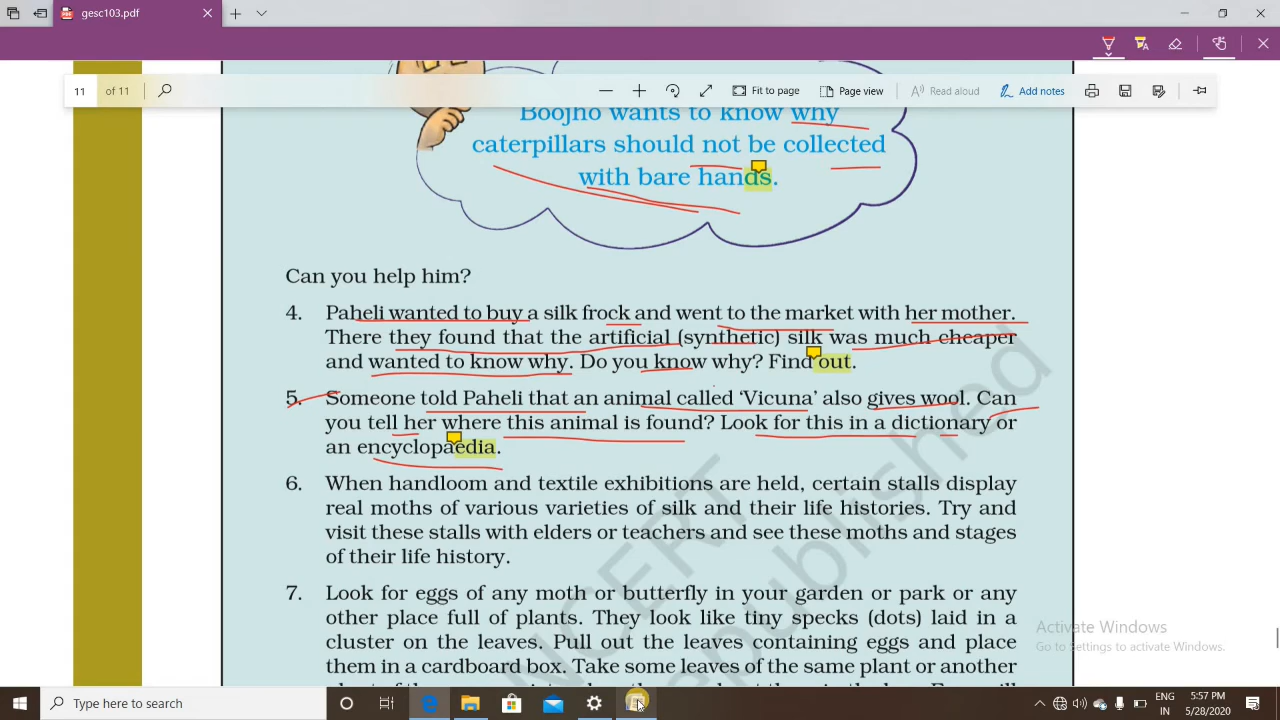 gesc103.pdf
11 of 11
Fit to page
Page view
Read aloud
Add notes
Boojho wants to know why
caterpillars should not be collected
with bare hands.
Can you help him?
4. Paheli wanted to buy a silk frock and went to the market with her mother.
There they found that the artificial (synthetic) silk was much cheaper
and wanted to know why. Do you know why? Find out.
5. Someone told Paheli that an animal called ‘Vicuna’ also gives wool. Can
you tell her where this animal is found? Look for this in a dictionary or
an encyclopaedia.
6. When handloom and textile exhibitions are held, certain stalls display
real moths of various varieties of silk and their life histories. Try and
visit these stalls with elders or teachers and see these moths and stages
of their life history.
7. Look for eggs of any moth or butterfly in your garden or park or any
other place full of plants. They look like tiny specks (dots) laid in a
cluster on the leaves. Pull out the leaves containing eggs and place
them in a cardboard box. Take some leaves of the same plant or another
NCERT
republished
Activate Windows
Go to Settings to activate Windows.
Type here to search
ENG
IN
5:57 PM
5/28/2020